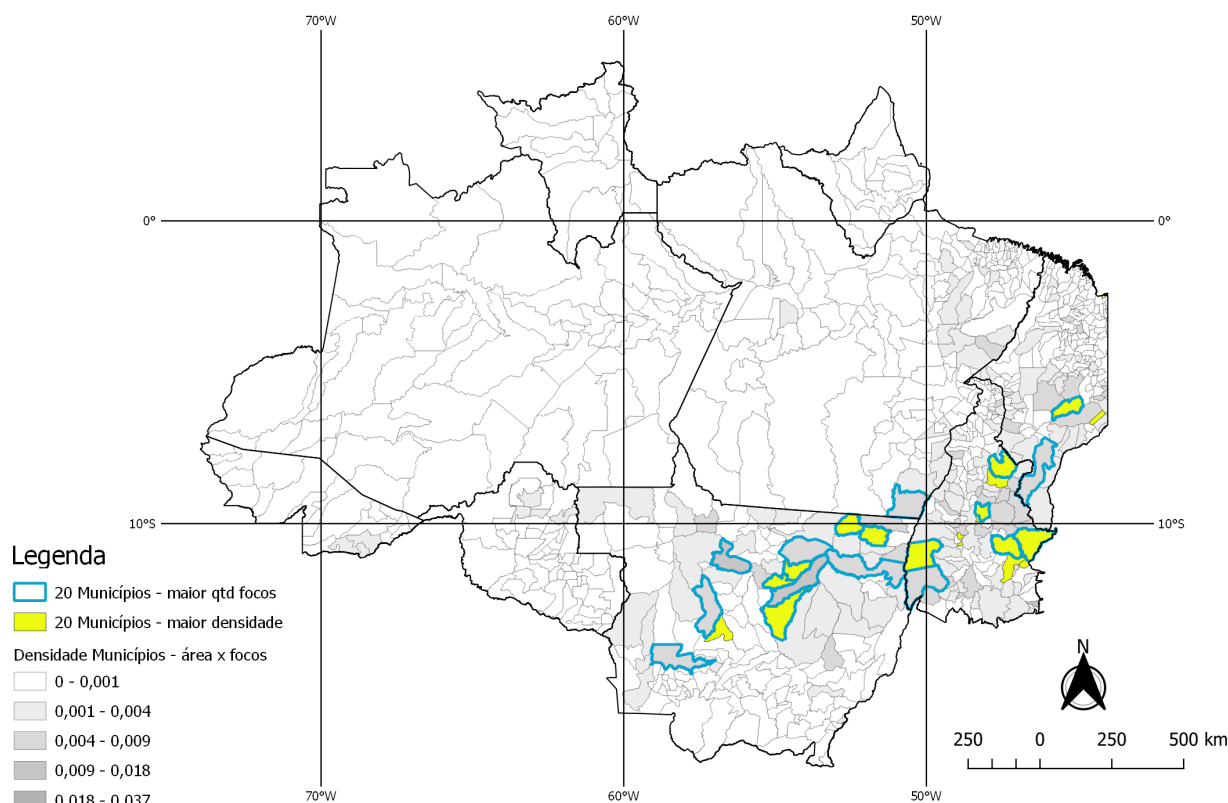 70°W 60°W 50°W
0° 0°
10°S 10°S
Legenda
20 Municípios - maior qtd focos
20 Municípios - maior densidade
Densidade Municípios - área x focos
0 - 0,001
0,001 - 0,004
0,004 - 0,009
0,009 - 0,018
0,018 - 0,037
N
250 0 250 500 km
70°W 60°W 50°W